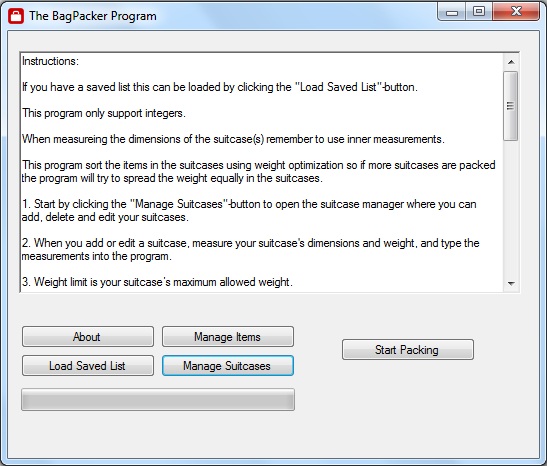 The BagPacker Program
Instructions:
If you have a saved list this can be loaded by clicking the "Load Saved List"-button.
This program only support integers.
When measureing the dimensions of the suitcase(s) remember to use inner measurements.
This program sort the items in the suitcases using weight optimization so if more suitcases are packed
the program will try to spread the weight equally in the suitcases.
1. Start by clicking the "Manage Suitcases"-button to open the suitcase manager where you can
add, delete and edit your suitcases.
2. When you add or edit a suitcase, measure your suitcase's dimensions and weight, and type the
measurements into the program.
3. Weight limit is your suitcase's maximum allowed weight.
About
Manage Items
Start Packing
Load Saved List
Manage Suitcases